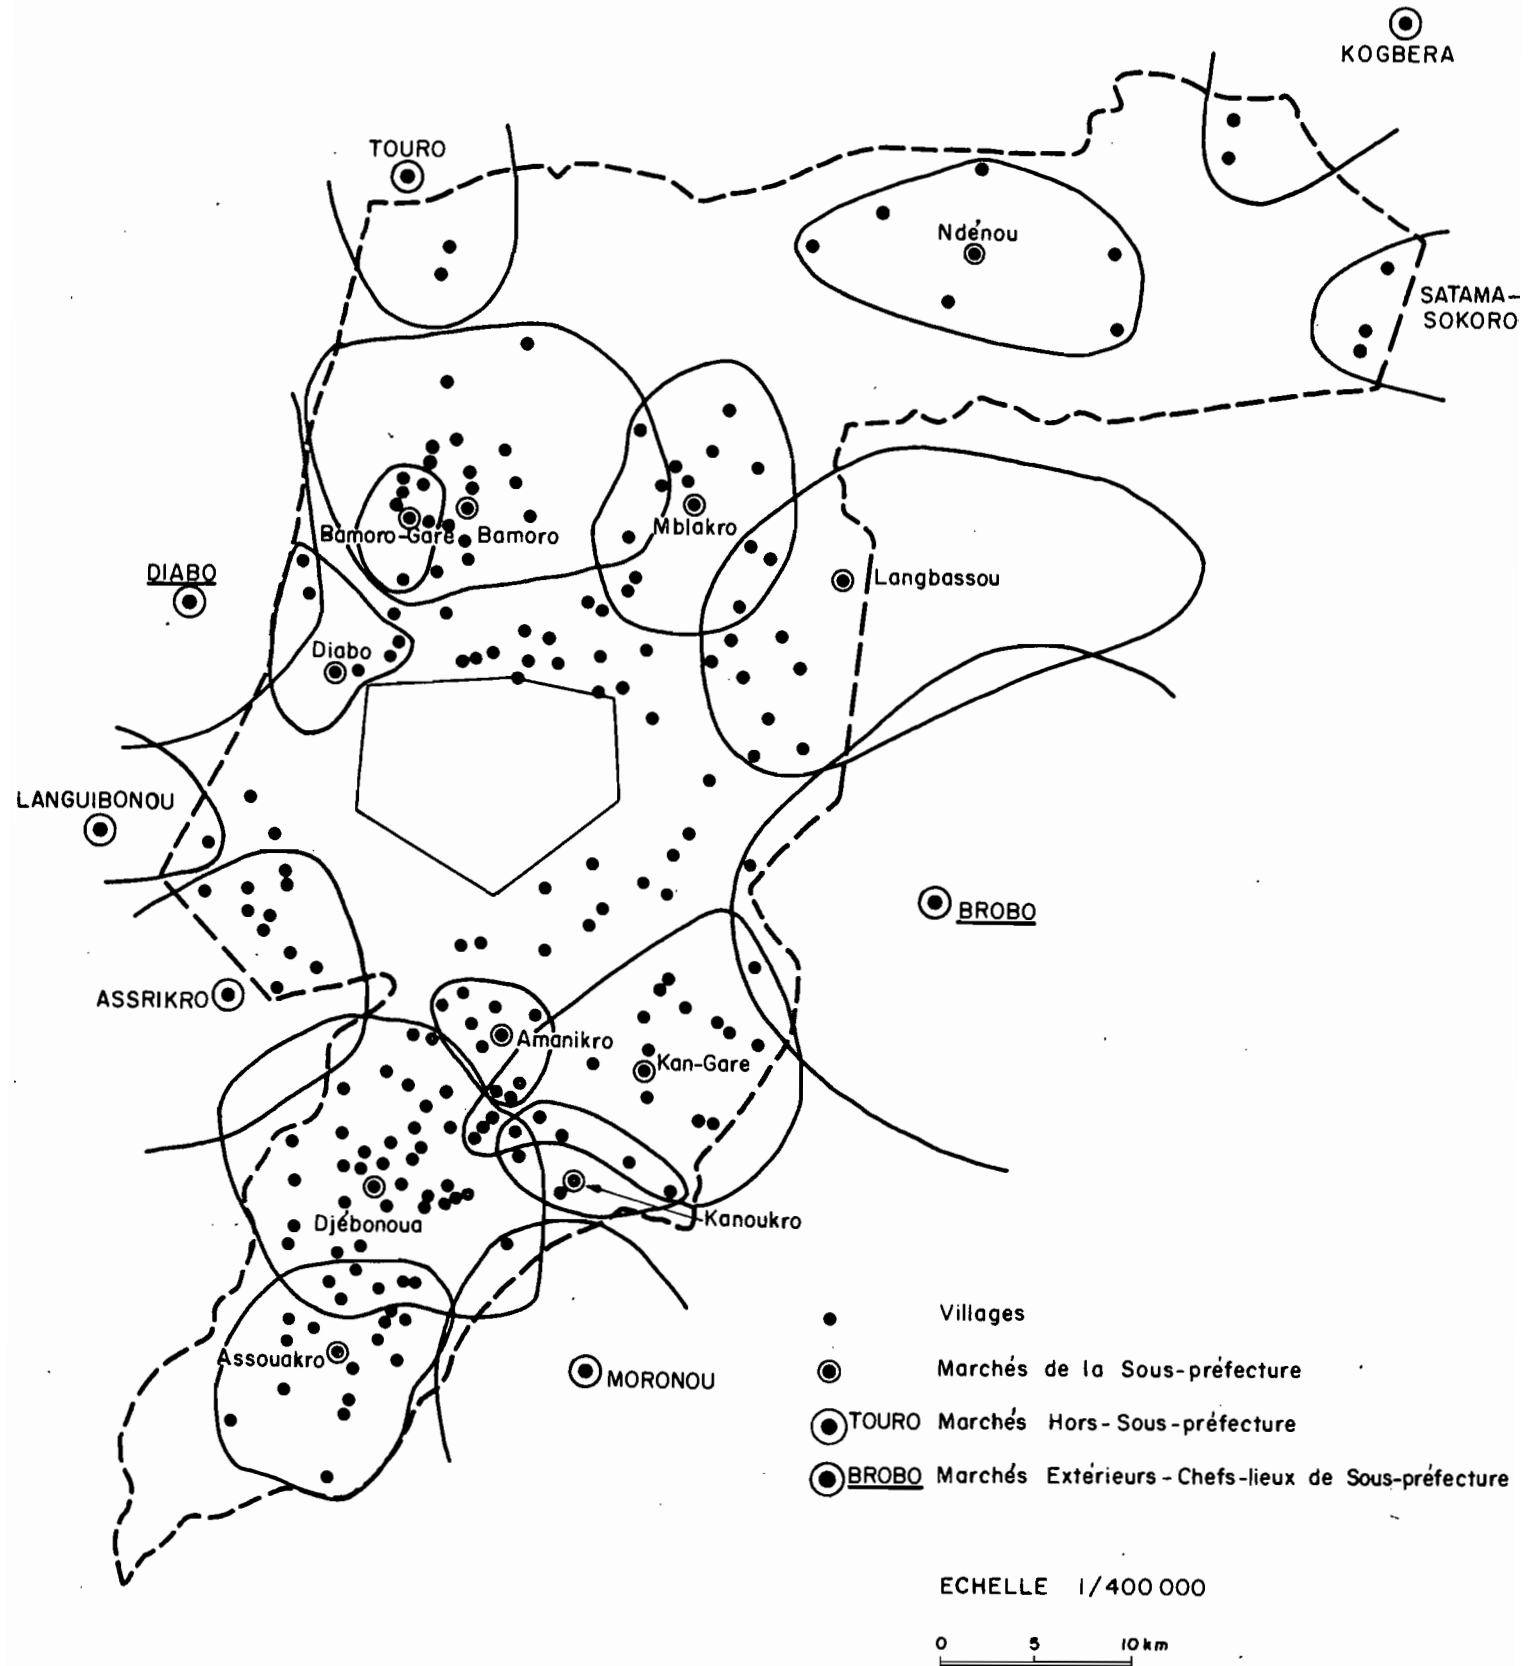 KOGBERA
TOURO
Ndénou
SATAMA-
SOKORO
Bamoro-Gare
Bamoro
Mblakro
DIABO
Langbassou
Diabo
LANGUIBONOU
BROBO
ASSRIKRO
Amanikro
Kan-Gare
Djébonoua
Kanoukro
Assouakro
MORONOU
Villages
Marchés de la Sous-préfecture
TOURO Marchés Hors-Sous-préfecture
BROBO Marchés Extérieurs-Chefs-lieux de Sous-préfecture
ECHELLE 1/400 000
0 5 10 km